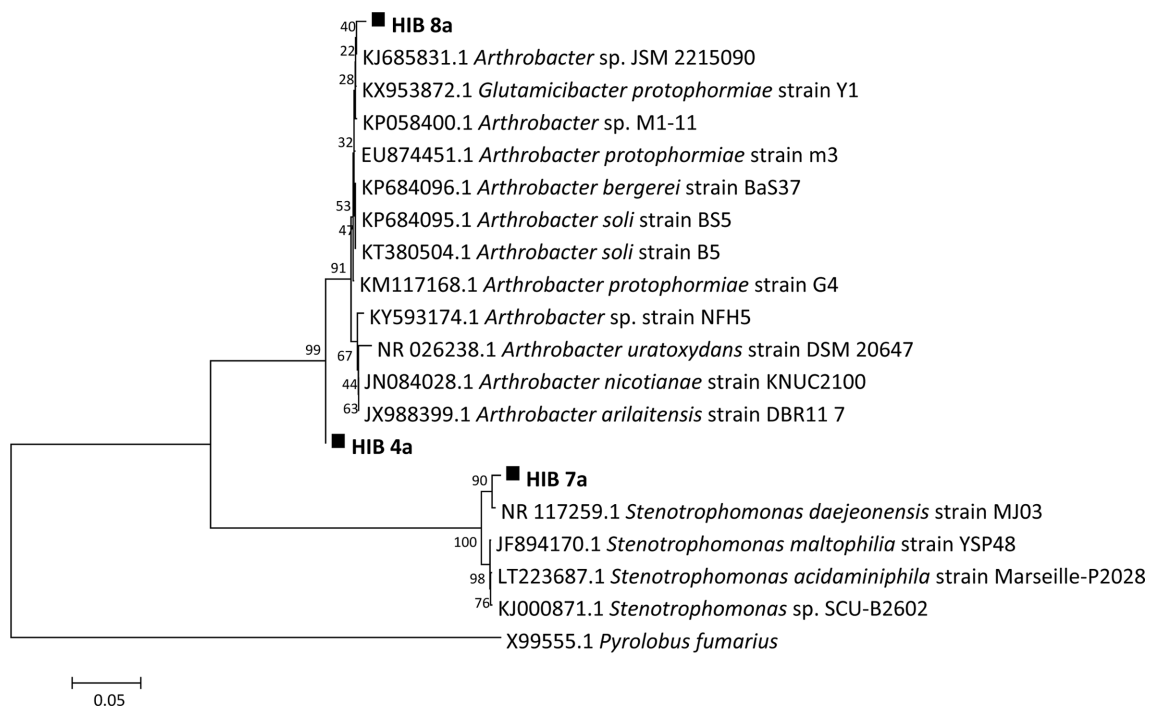 40
HIB 8a
22
KJ685831.1 Arthrobacter sp. JSM 2215090
28
KX953872.1 Glutamicibacter protophormiae strain Y1
KP058400.1 Arthrobacter sp. M1-11
32
EU874451.1 Arthrobacter protophormiae strain m3
KP684096.1 Arthrobacter bergerei strain BaS37
53
KP684095.1 Arthrobacter soli strain BS5
47
KT380504.1 Arthrobacter soli strain B5
91
KM117168.1 Arthrobacter protophormiae strain G4
KY593174.1 Arthrobacter sp. strain NFH5
99
NR 026238.1 Arthrobacter uratoxydans strain DSM 20647
67
JN084028.1 Arthrobacter nicotianae strain KNUC2100
44
JX988399.1 Arthrobacter arilaitensis strain DBR11 7
63
HIB 4a
90
HIB 7a
NR 117259.1 Stenotrophomonas daejeonensis strain MJ03
100
JF894170.1 Stenotrophomonas maltophilia strain YSP48
98
LT223687.1 Stenotrophomonas acidaminiphila strain Marseille-P2028
76
KJ000871.1 Stenotrophomonas sp. SCU-B2602
X99555.1 Pyrolobus fumarius
0.05